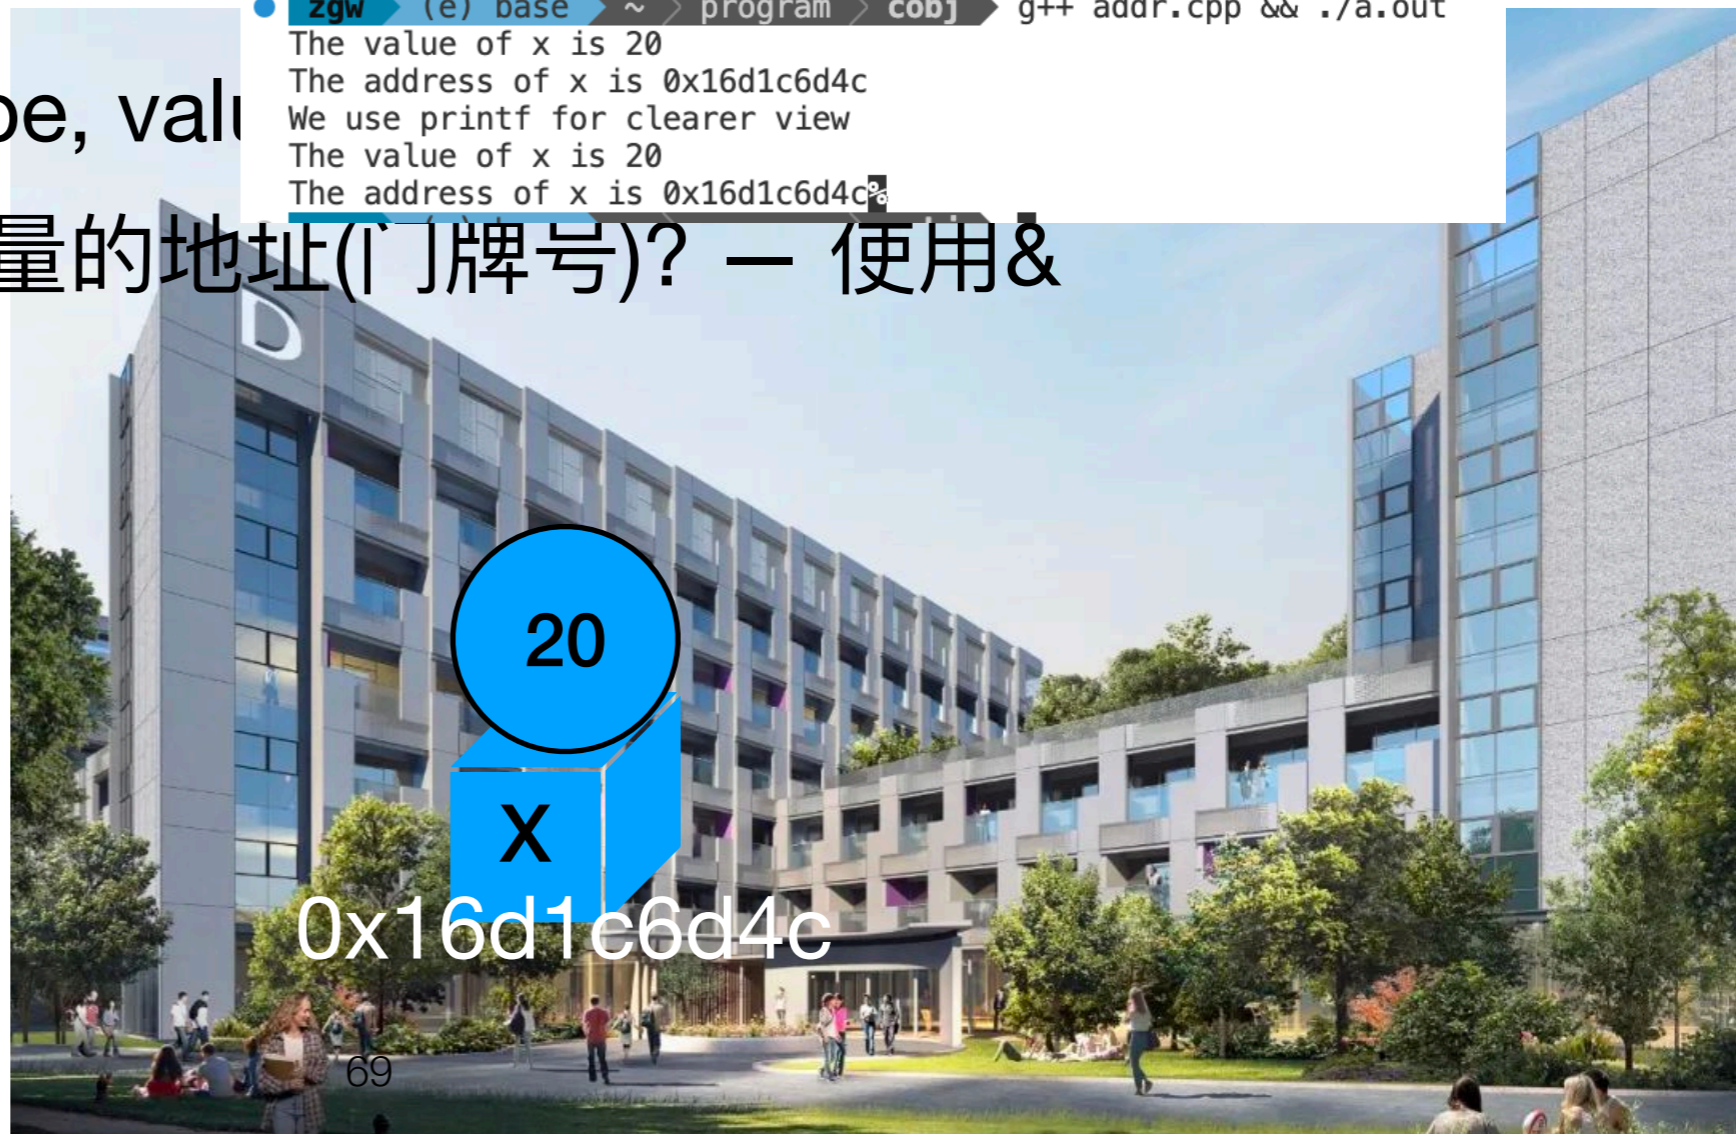 zgw (e) base ~ program cobj g++ addr.cpp && ./a.out
The value of x is 20
The address of x is 0x16d1c6d4c
We use printf for clearer view
The value of x is 20
The address of x is 0x16d1c6d4c%
pe, valu
量的地址(门牌号)? — 使用&
D
20
X
0x16d1c6d4c
69